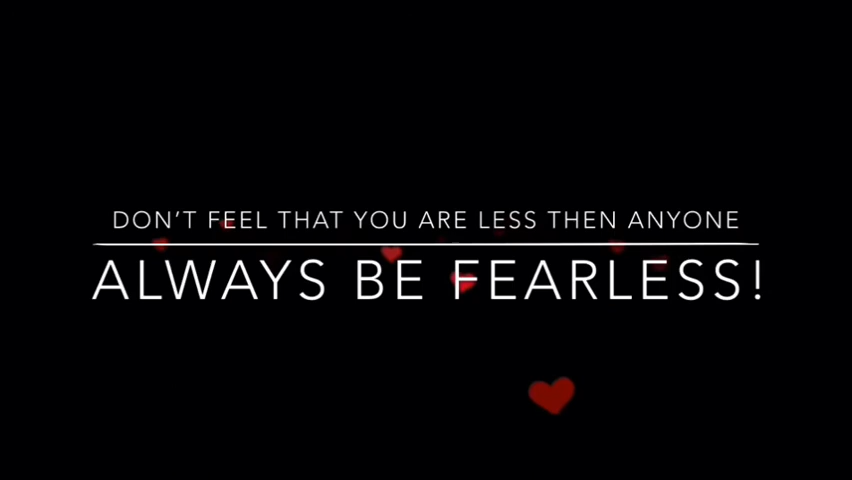 DON'T FEEL THAT YOU ARE LESS THEN ANYONE
ALWAYS BE FEARLESS!